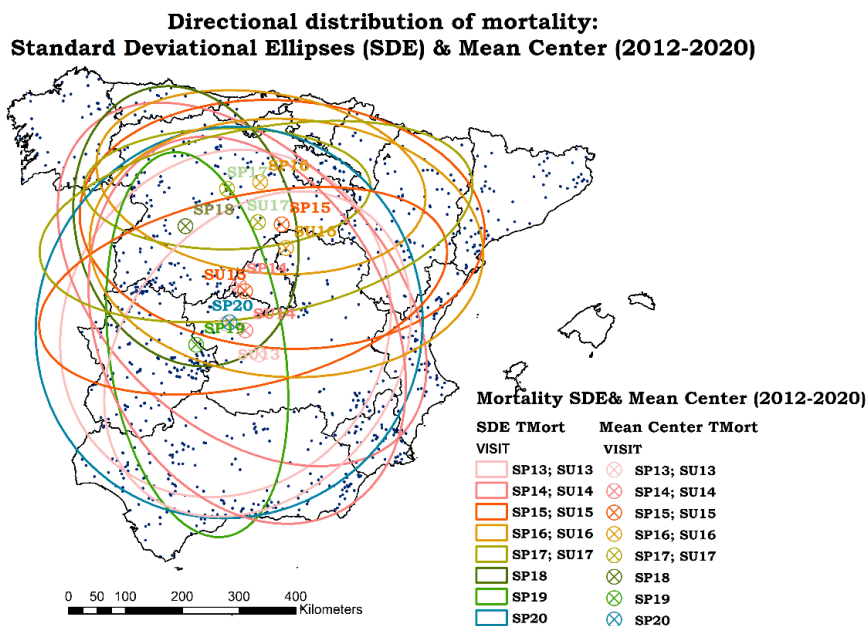 Directional distribution of mortality:
Standard Deviational Ellipses (SDE) & Mean Center (2012-2020)
SP17
SP16
SP18
SU17
SP15
SU16
SU15
SP14
SP20
SU14
SP19
SU13
Mortality SDE& Mean Center (2012-2020)
SDE TMort
VISIT
SP13; SU13
SP14; SU14
SP15; SU15
SP16; SU16
SP17; SU17
SP18
SP19
SP20
Mean Center TMort
VISIT
SP13; SU13
SP14; SU14
SP15; SU15
SP16; SU16
SP17; SU17
SP18
SP19
SP20
0 50 100 200 300 400
Kilometers